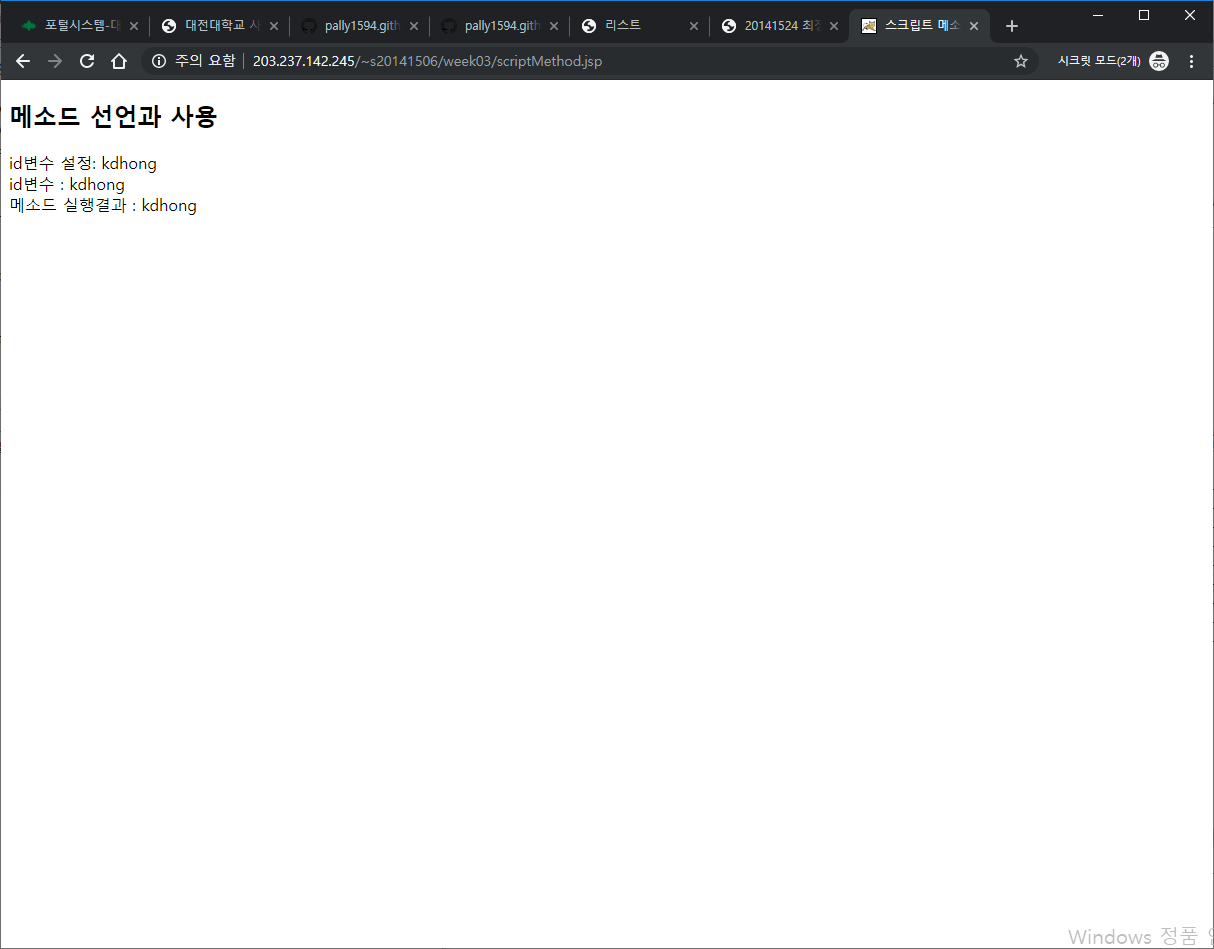 포털시스템-대
대전대학교 사
pally1594.gith
pally1594.gith
리스트
20141524 최종
스크립트 메소
주의 요함 203.237.142.245/~s20141506/week03/scriptMethod.jsp 시크릿 모드(2개)
메소드 선언과 사용
id변수 설정: kdhong
id변수 : kdhong
메소드 실행결과 : kdhong
Windows 정품